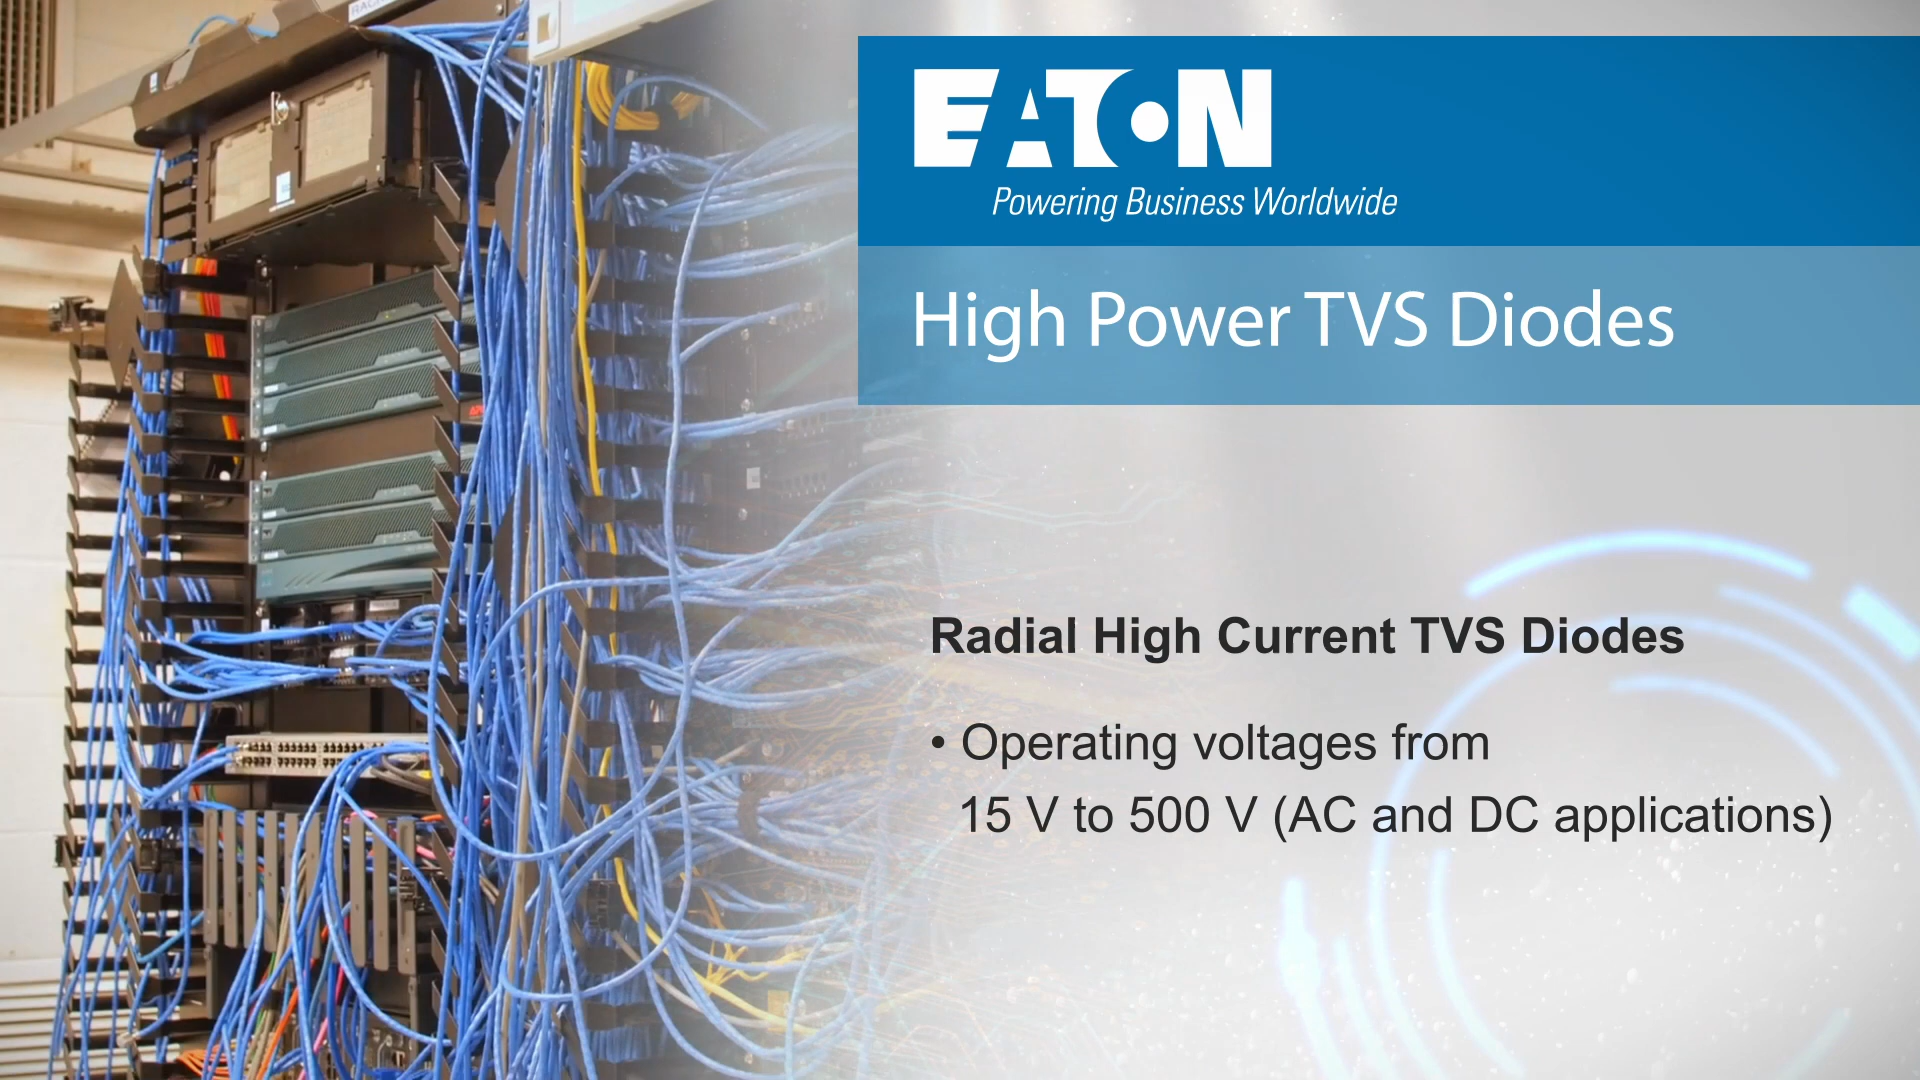 EATON
Powering Business Worldwide
High Power TVS Diodes
Radial High Current TVS Diodes
• Operating voltages from
15 V to 500 V (AC and DC applications)